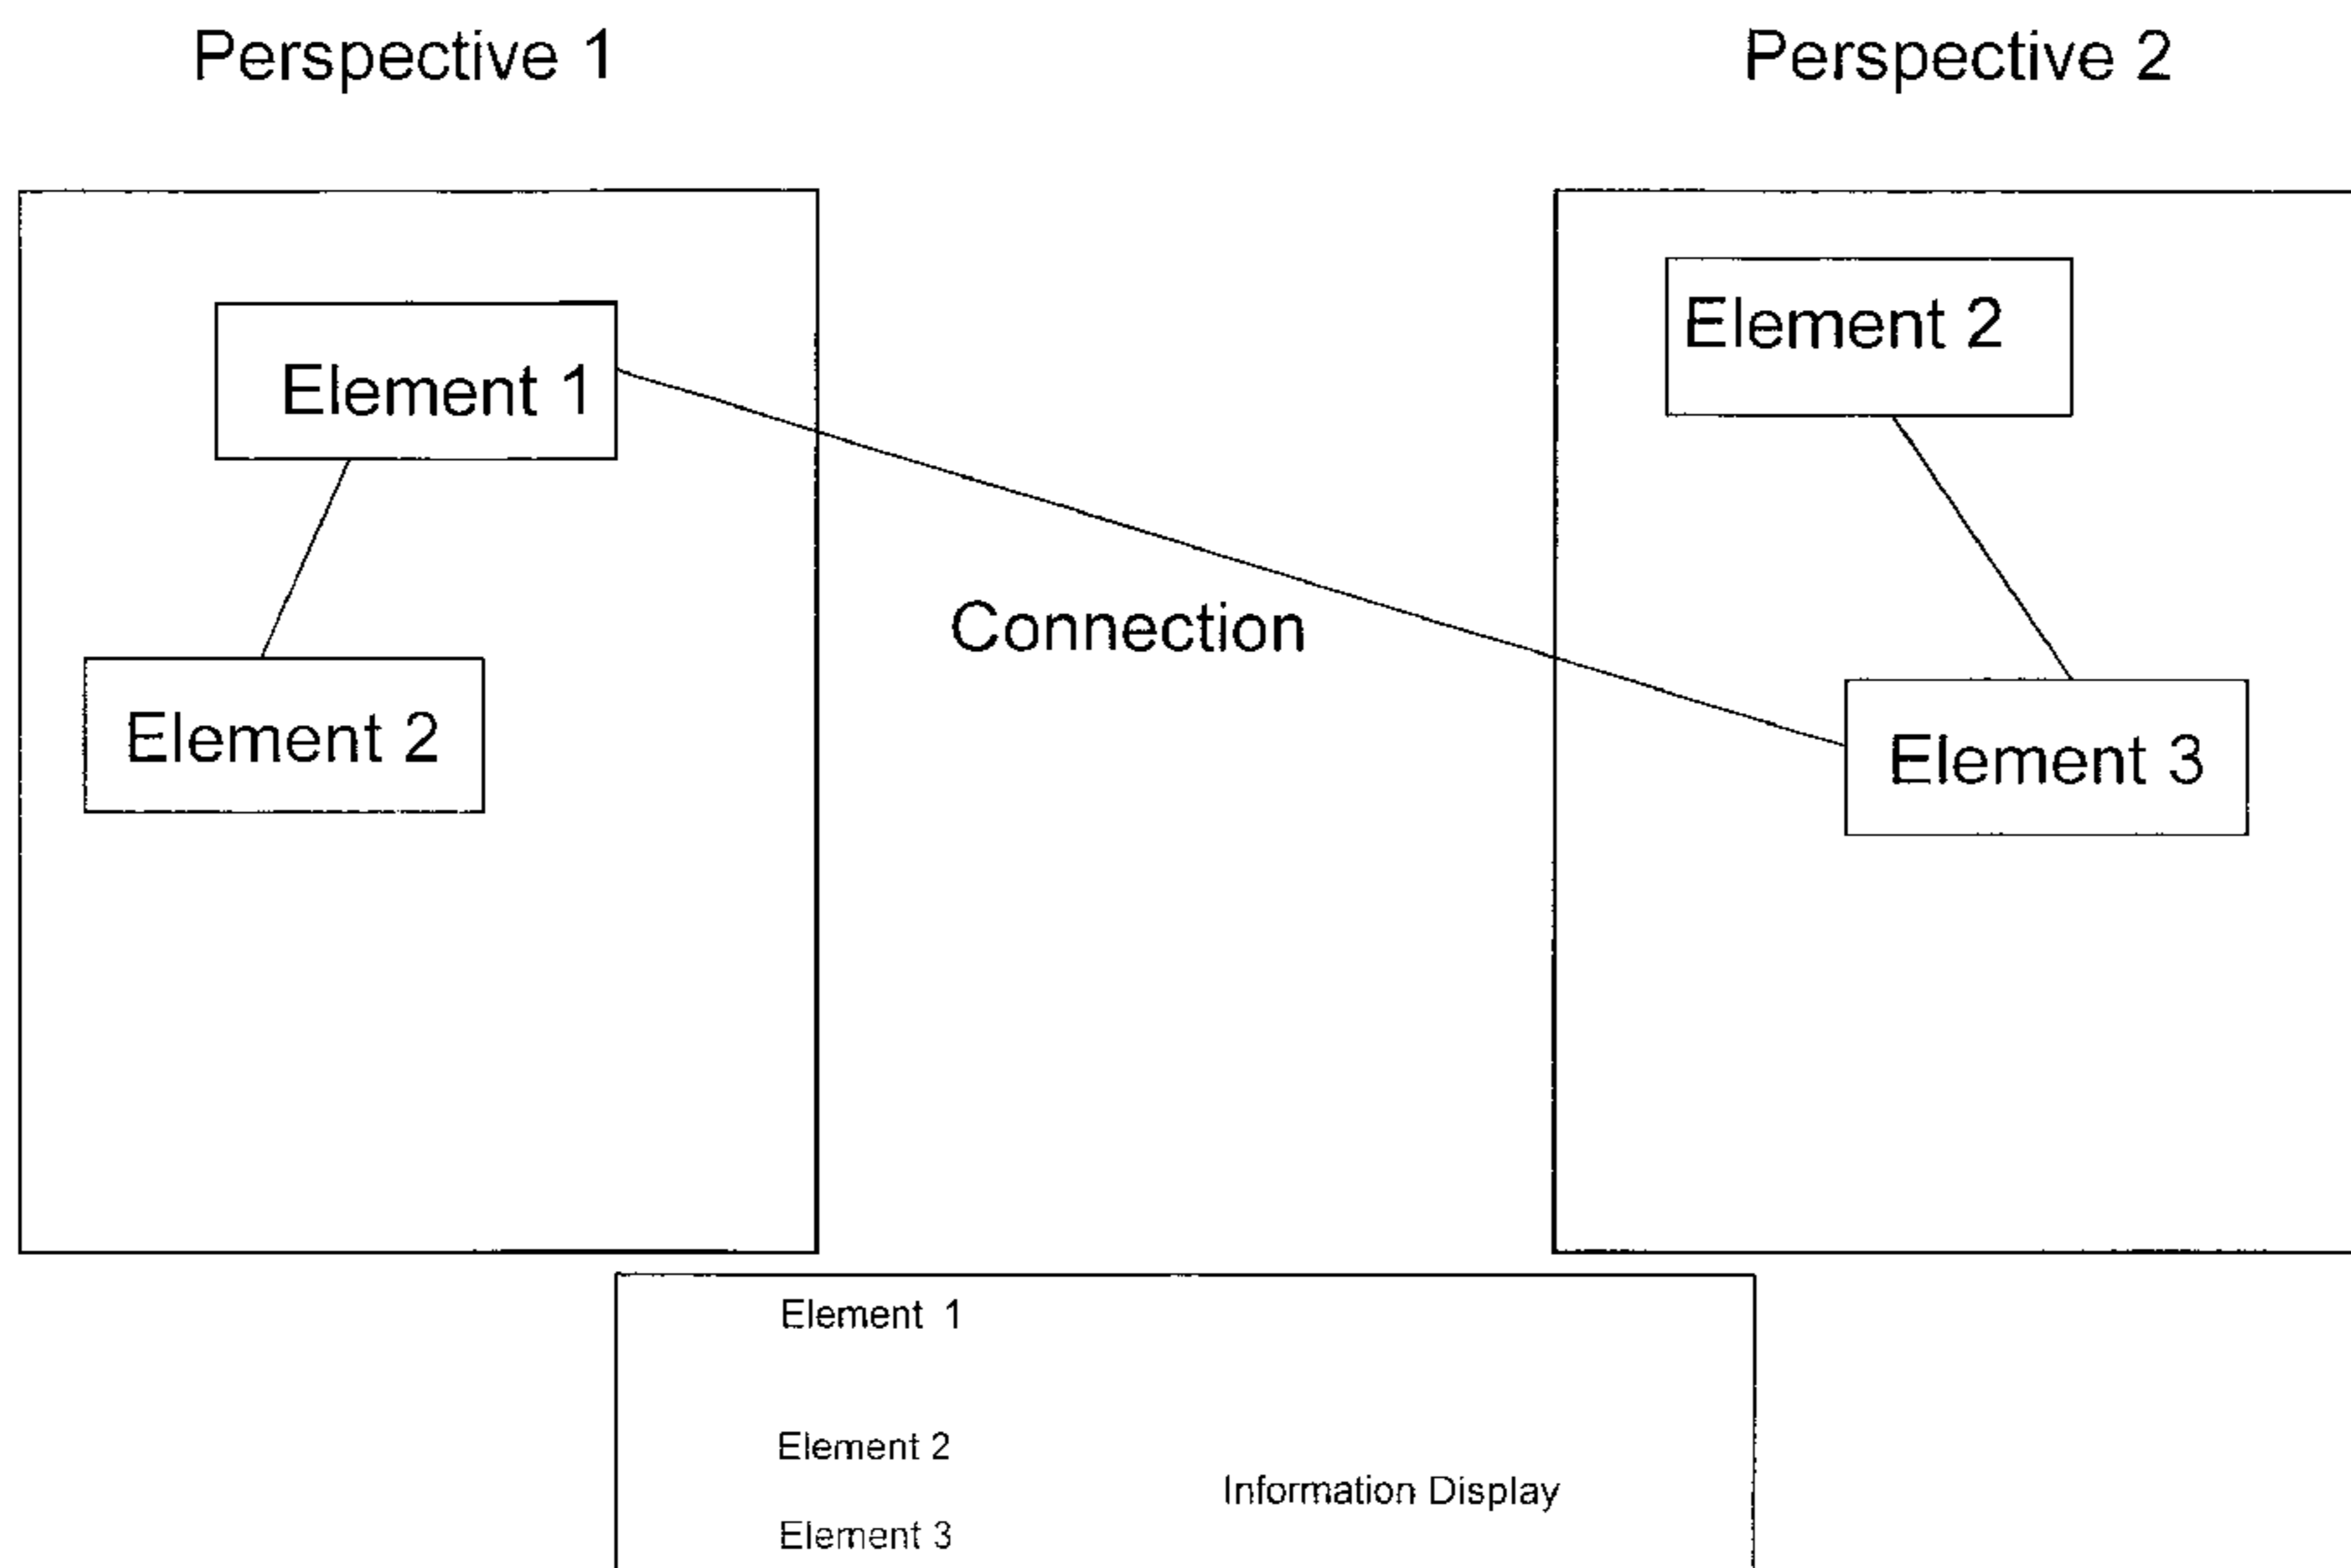 Perspective 1
Perspective 2
Element 1
Element 2
Connection
Element 2
Element 3
Element 1
Element 2
Information Display
Element 3